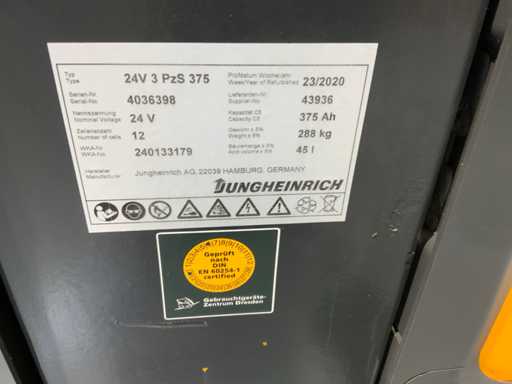 Typ
Type
24V 3 PzS 375
ProDatum Woche/Jahr
Week/Year of Refurbished
23/2020
Serien-Nr.
Serial-No.
4036398
Lieferanten-Nr.
Supplier-No.
43936
Nennspannung
Nominal Voltage
24 V
Kapazität C5
Capacity C5
375 Ah
Zellenanzahl
Number of cells
12
Gewicht ± 5%
Weight ± 5%
288 kg
WKA-Nr.
WKA-No.
240133179
Säuremenge ± 5%
Acid volume ± 5%
45 l
Hersteller
Manufacturer
Jungheinrich AG, 22039 HAMBURG, GERMANY
JUNGHEINRICH
Geprüft
nach
DIN
EN 60254-1
certified
Gebrauchtgeräte-
Zentrum Dresden